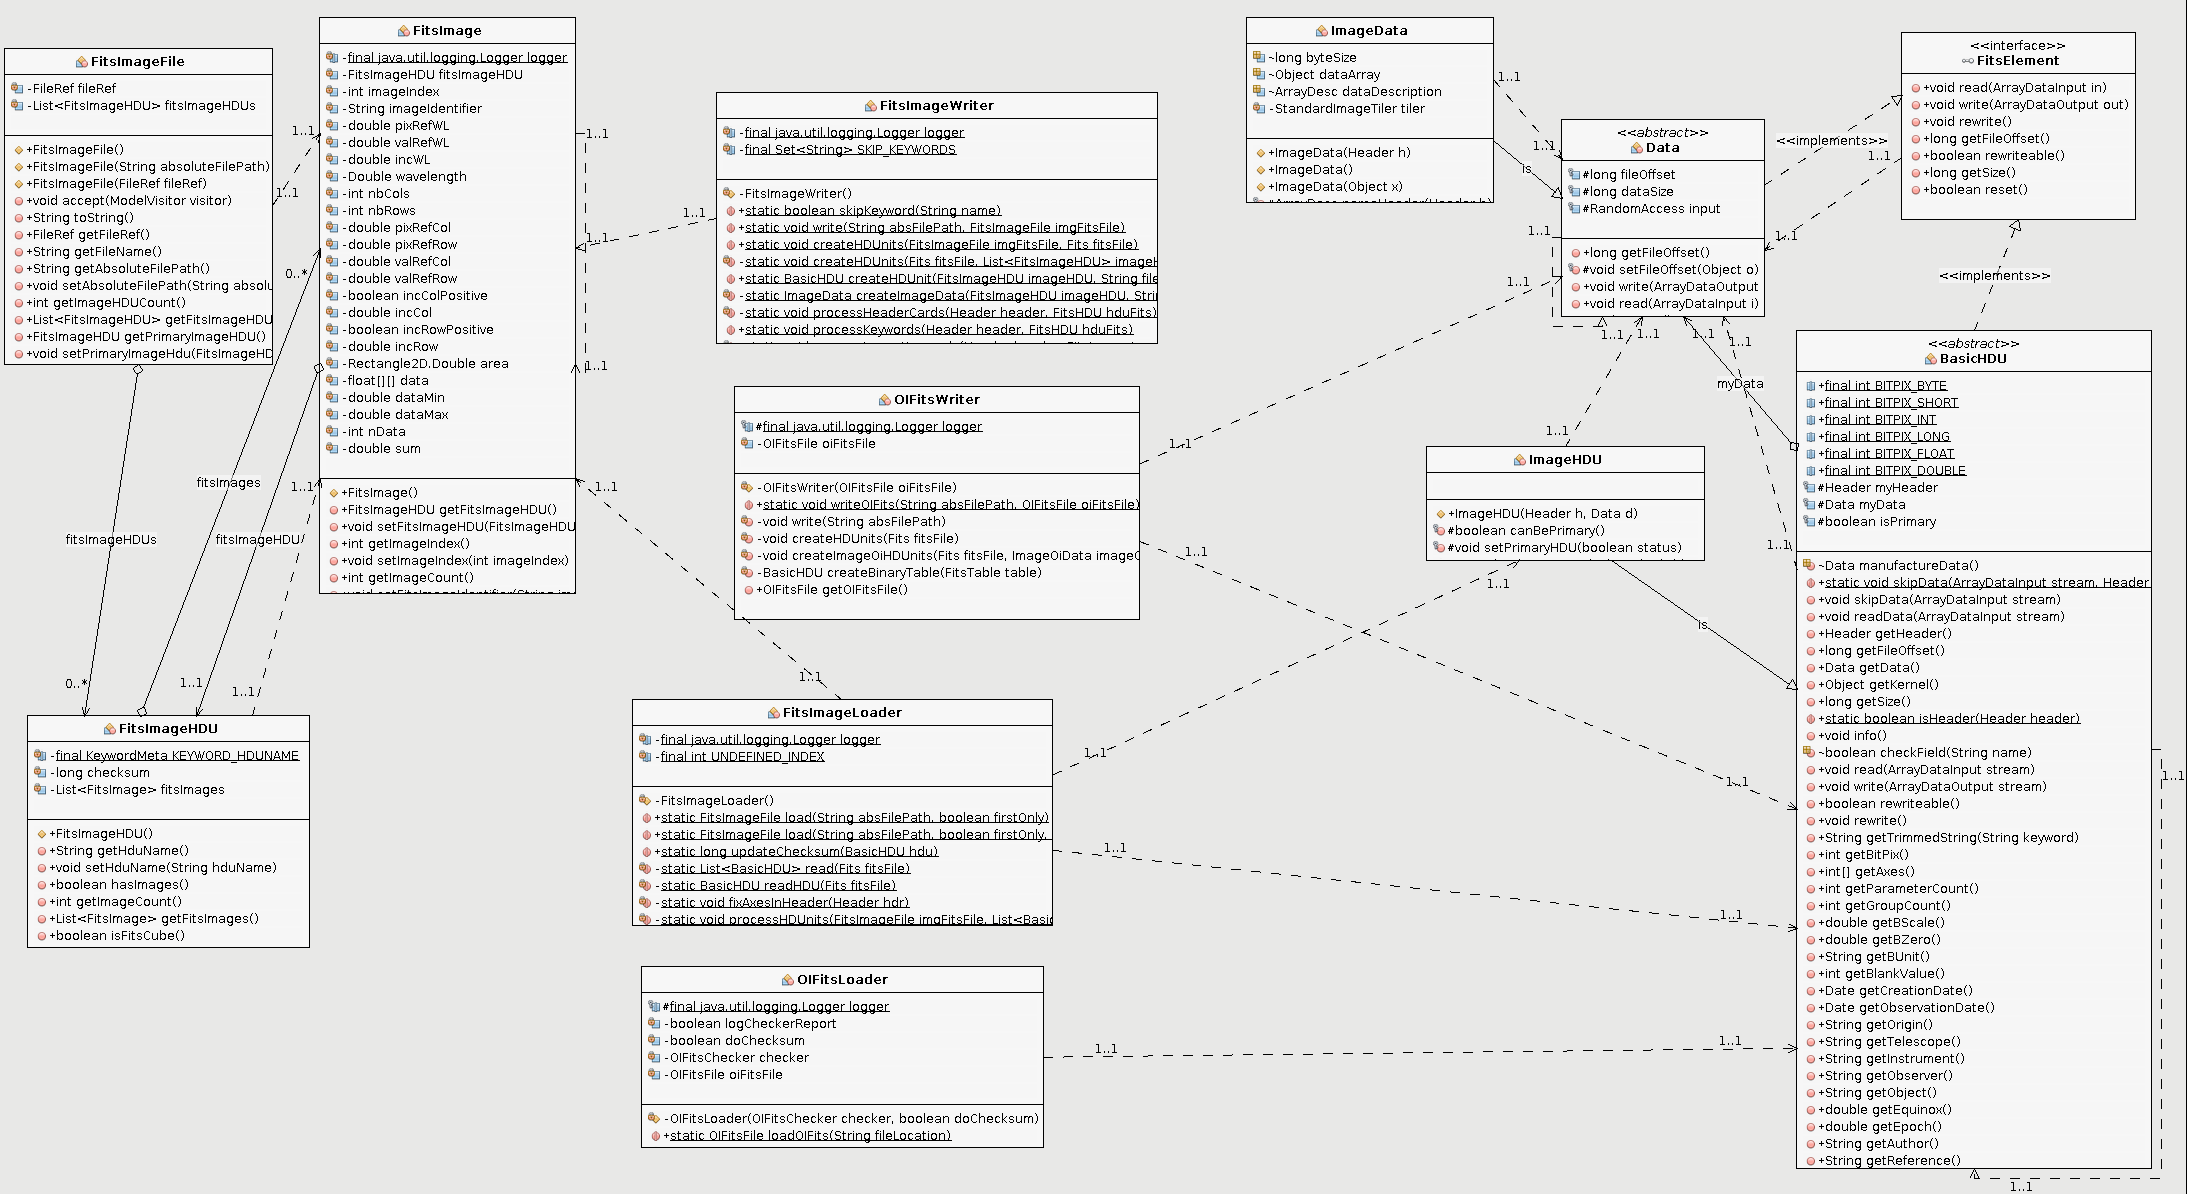 FitsImageFile
-FileRef fileRef
-List<FitsImageHDU> fitsImageHDUs
+FitsImageFile()
+FitsImageFile(String absoluteFilePath)
+FitsImageFile(FileRef fileRef)
+void accept(ModelVisitor visitor)
+String toString()
+FileRef getFileRef()
+String getFileName()
+String getAbsoluteFilePath()
+void setAbsoluteFilePath(String absolu
+int getImageHDUCount()
+List<FitsImageHDU> getFitsImageHDU
+FitsImageHDU getPrimaryImageHDU()
+void setPrimaryImageHdu(FitsImageHD
FitsImage
-final java.util.logging.Logger logger
-FitsImageHDU fitsImageHDU
-int imageIndex
-String imageIdentifier
-double pixRefWL
-double valRefWL
-double incWL
-Double wavelength
-int nbCols
-int nbRows
-double pixRefCol
-double pixRefRow
-double valRefCol
-double valRefRow
-boolean incColPositive
-double incCol
-boolean incRowPositive
-double incRow
-Rectangle2D.Double area
-float[][] data
-double dataMin
-double dataMax
-int nData
-double sum
+FitsImage()
+FitsImageHDU getFitsImageHDU()
+void setFitsImageHDU(FitsImageHDU
+int getImageIndex()
+void setImageIndex(int imageIndex)
+int getImageCount()
1..1
1..1
0..*
1..1
1..1
1..1
1..1
1..1
1..1
fitsImages
fitsImageHDUs
fitsImageHDU
0..*
1..1
1..1
FitsImageHDU
-final KeywordMeta KEYWORD_HDUNAME
-long checksum
-List<FitsImage> fitsImages
+FitsImageHDU()
+String getHduName()
+void setHduName(String hduName)
+boolean hasImages()
+int getImageCount()
+List<FitsImage> getFitsImages()
+boolean isFitsCube()
FitsImageWriter
-final java.util.logging.Logger logger
-final Set<String> SKIP_KEYWORDS
-FitsImageWriter()
+static boolean skipKeyword(String name)
+static void write(String absFilePath, FitsImageFile imgFitsFile)
+static void createHDUnits(FitsImageFile imgFitsFile, Fits fitsFile)
-static void createHDUnits(Fits fitsFile, List<FitsImageHDU> imageH
+static BasicHDU createHDUnit(FitsImageHDU imageHDU, String file
-static ImageData createImageData(FitsImageHDU imageHDU, Strin
-static void processHeaderCards(Header header, FitsHDU hduFits)
+static void processKeywords(Header header, FitsHDU hduFits)
OIFitsWriter
#final java.util.logging.Logger logger
-OIFitsFile oiFitsFile
-OIFitsWriter(OIFitsFile oiFitsFile)
+static void writeOIFits(String absFilePath, OIFitsFile oiFitsFile)
-void write(String absFilePath)
-void createHDUnits(Fits fitsFile)
-void createImageOiHDUnits(Fits fitsFile, ImageOiData imageO
-BasicHDU createBinaryTable(FitsTable table)
+OIFitsFile getOIFitsFile()
1..1
1..1
1..1
FitsImageLoader
-final java.util.logging.Logger logger
-final int UNDEFINED_INDEX
-FitsImageLoader()
+static FitsImageFile load(String absFilePath, boolean firstOnly)
+static FitsImageFile load(String absFilePath, boolean firstOnly,
+static long updateChecksum(BasicHDU hdu)
-static List<BasicHDU> read(Fits fitsFile)
-static BasicHDU readHDU(Fits fitsFile)
-static void fixAxesInHeader(Header hdr)
-static void processHDUnits(FitsImageFile imgFitsFile, List<Basic
1..1
1..1
OIFitsLoader
#final java.util.logging.Logger logger
-boolean logCheckerReport
-boolean doChecksum
-OIFitsChecker checker
-OIFitsFile oiFitsFile
-OIFitsLoader(OIFitsChecker checker, boolean doChecksum)
+static OIFitsFile loadOIFits(String fileLocation)
1..1
ImageData
~long byteSize
~Object dataArray
~ArrayDesc dataDescription
-StandardImageTiler tiler
+ImageData(Header h)
+ImageData()
+ImageData(Object x)
1..1
1..1
is
<<abstract>>
Data
#long fileOffset
#long dataSize
#RandomAccess input
+long getFileOffset()
#void setFileOffset(Object o)
+void write(ArrayDataOutput
+void read(ArrayDataInput i)
<<implements>>
1..1
1..1
1..1
1..1
1..1
1..1
1..1
1..1
myData
<<interface>>
FitsElement
+void read(ArrayDataInput in)
+void write(ArrayDataOutput out)
+void rewrite()
+long getFileOffset()
+boolean rewriteable()
+long getSize()
+boolean reset()
<<implements>>
1..1
ImageHDU
+ImageHDU(Header h, Data d)
#boolean canBePrimary()
#void setPrimaryHDU(boolean status)
1..1
is
1..1
1..1
1..1
1..1
<<abstract>>
BasicHDU
+final int BITPIX_BYTE
+final int BITPIX_SHORT
+final int BITPIX_INT
+final int BITPIX_LONG
+final int BITPIX_FLOAT
+final int BITPIX_DOUBLE
#Header myHeader
#Data myData
#boolean isPrimary
~Data manufactureData()
+static void skipData(ArrayDataInput stream, Header
+void skipData(ArrayDataInput stream)
+void readData(ArrayDataInput stream)
+Header getHeader()
+long getFileOffset()
+Data getData()
+Object getKernel()
+long getSize()
+static boolean isHeader(Header header)
+void info()
~boolean checkField(String name)
+void read(ArrayDataInput stream)
+void write(ArrayDataOutput stream)
+boolean rewriteable()
+void rewrite()
+String getTrimmedString(String keyword)
+int getBitPix()
+int[] getAxes()
+int getParameterCount()
+int getGroupCount()
+double getBScale()
+double getBZero()
+String getBUnit()
+int getBlankValue()
+Date getCreationDate()
+Date getObservationDate()
+String getOrigin()
+String getTelescope()
+String getInstrument()
+String getObserver()
+String getObject()
+double getEquinox()
+double getEpoch()
+String getAuthor()
+String getReference()
1..1
1..1